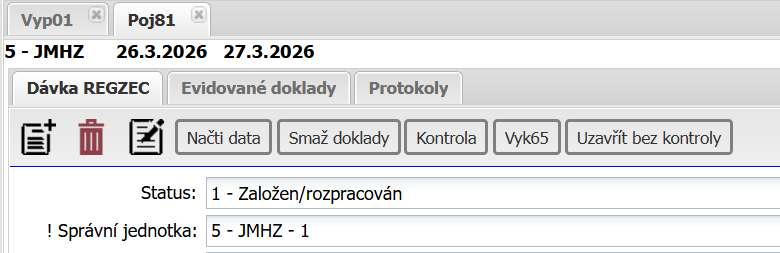 Vyp01 Poj81
5 - JMHZ 26.3.2026 27.3.2026
Dávka REGZEC Evidované doklady Protokoly
Načti data Smaž doklady Kontrola Vyk65 Uzavřít bez kontroly
Status: 1 - Založen/rozpracován
! Správní jednotka: 5 - JMHZ - 1